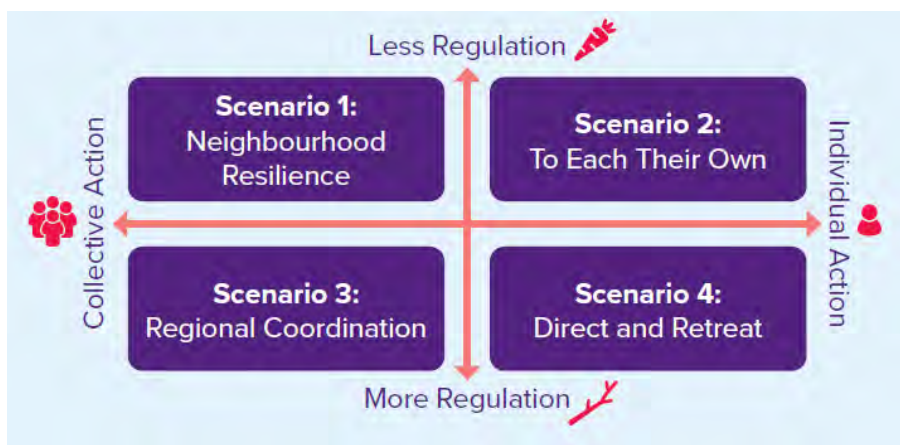 Less Regulation
Scenario 1:
Neighbourhood
Resilience
Scenario 2:
To Each Their Own
Collective Action
Individual Action
Scenario 3:
Regional Coordination
Scenario 4:
Direct and Retreat
More Regulation